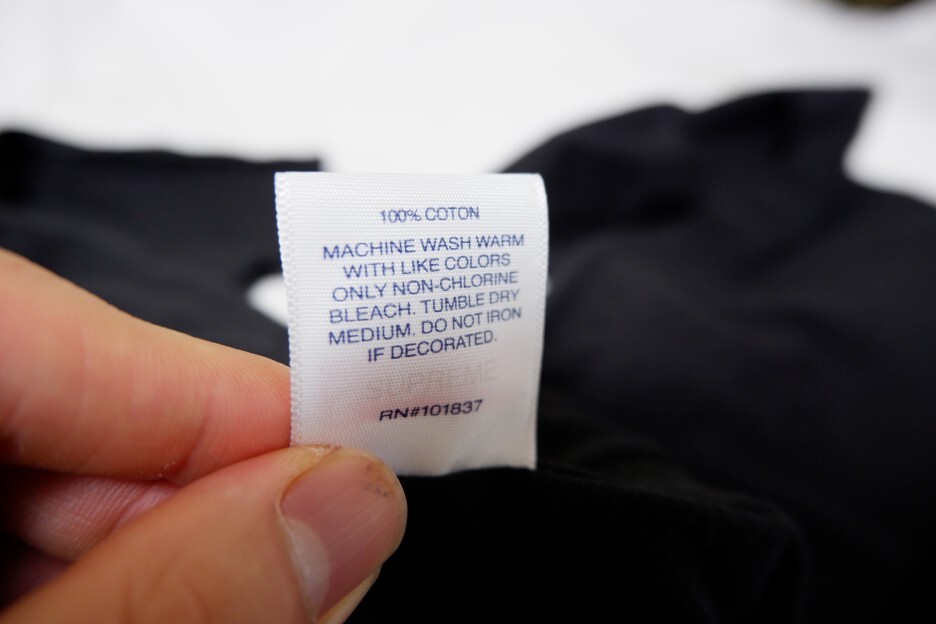 100% COTON
MACHINE WASH WARM
WITH LIKE COLORS
ONLY NON-CHLORINE
BLEACH. TUMBLE DRY
MEDIUM. DO NOT IRON
IF DECORATED.
SUPREME
RN#101837